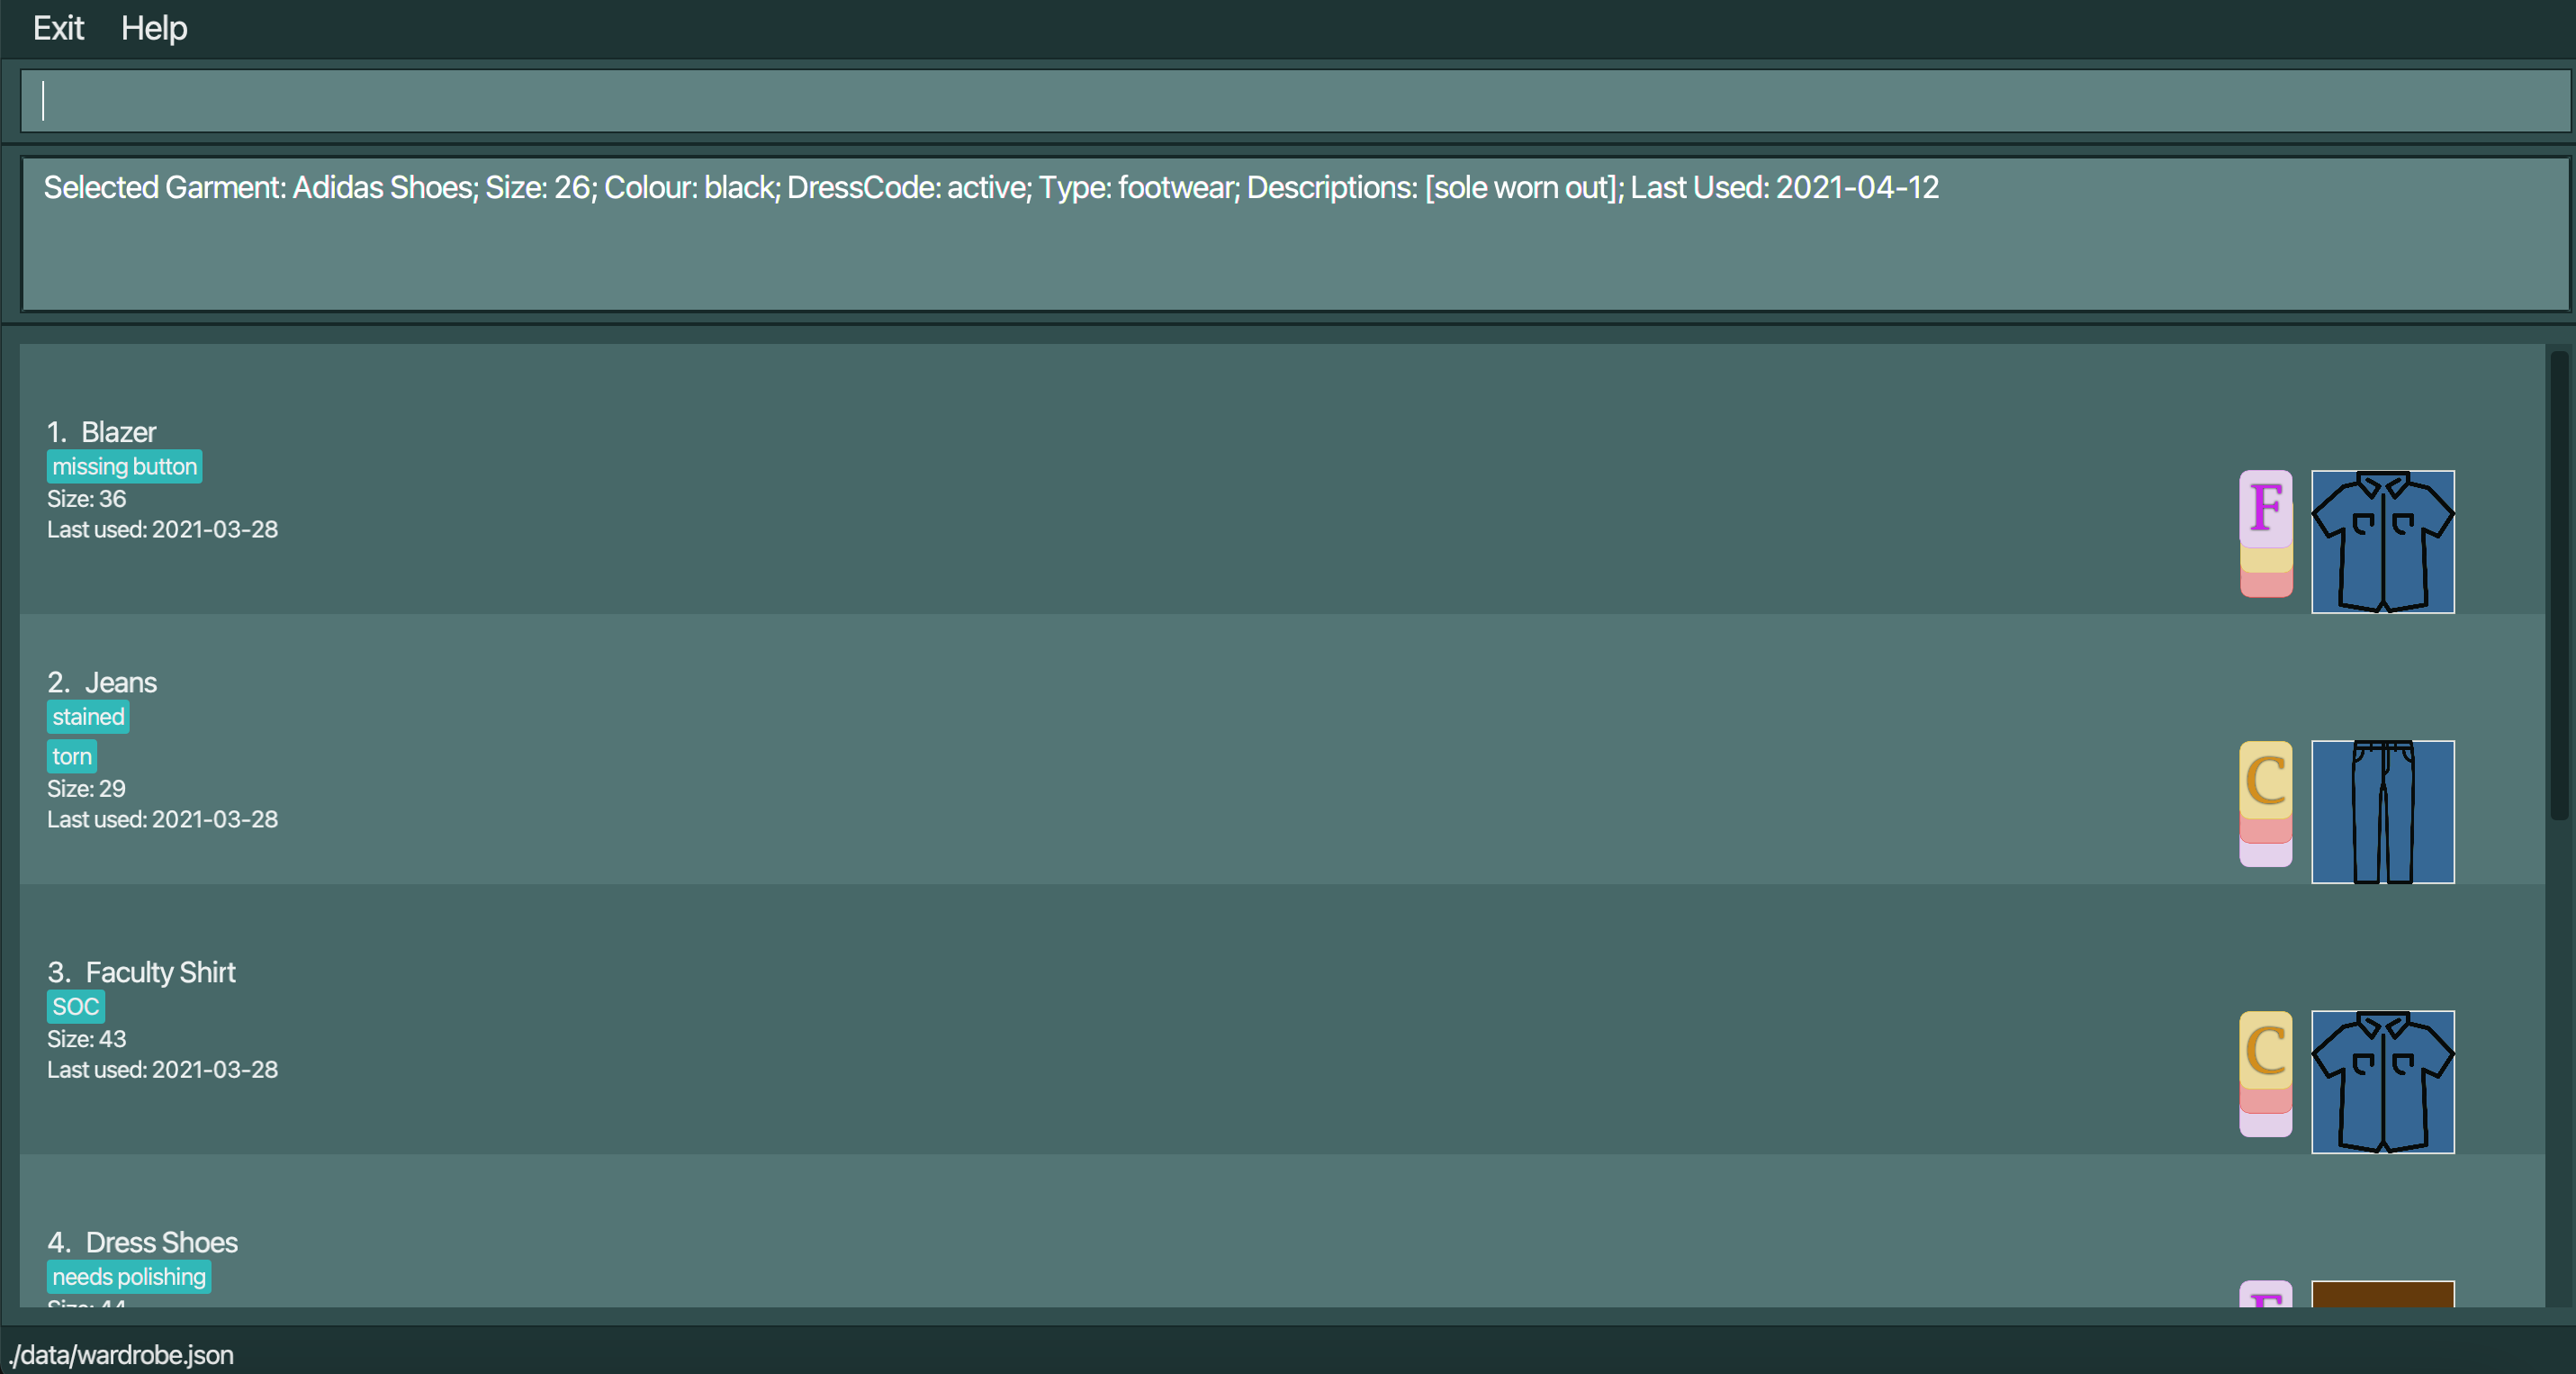 Exit Help
Selected Garment: Adidas Shoes; Size: 26; Colour: black; DressCode: active; Type: footwear; Descriptions: [sole worn out]; Last Used: 2021-04-12
1. Blazer
missing button
Size: 36
Last used: 2021-03-28
F
2. Jeans
stained
torn
Size: 29
Last used: 2021-03-28
C
3. Faculty Shirt
SOC
Size: 43
Last used: 2021-03-28
C
4. Dress Shoes
needs polishing
Size: 44
F
./data/wardrobe.json